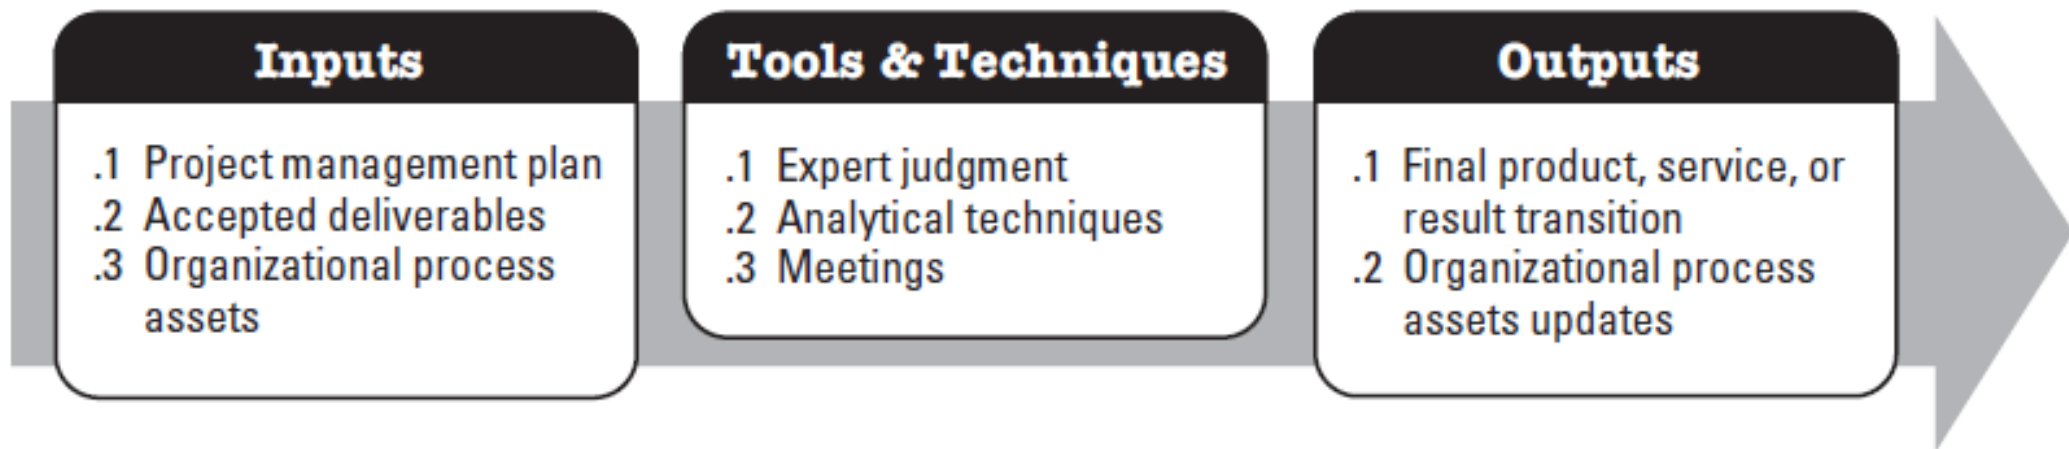 Inputs
.1 Project management plan
.2 Accepted deliverables
.3 Organizational process
assets
Tools & Techniques
.1 Expert judgment
.2 Analytical techniques
.3 Meetings
Outputs
.1 Final product, service, or
result transition
.2 Organizational process
assets updates